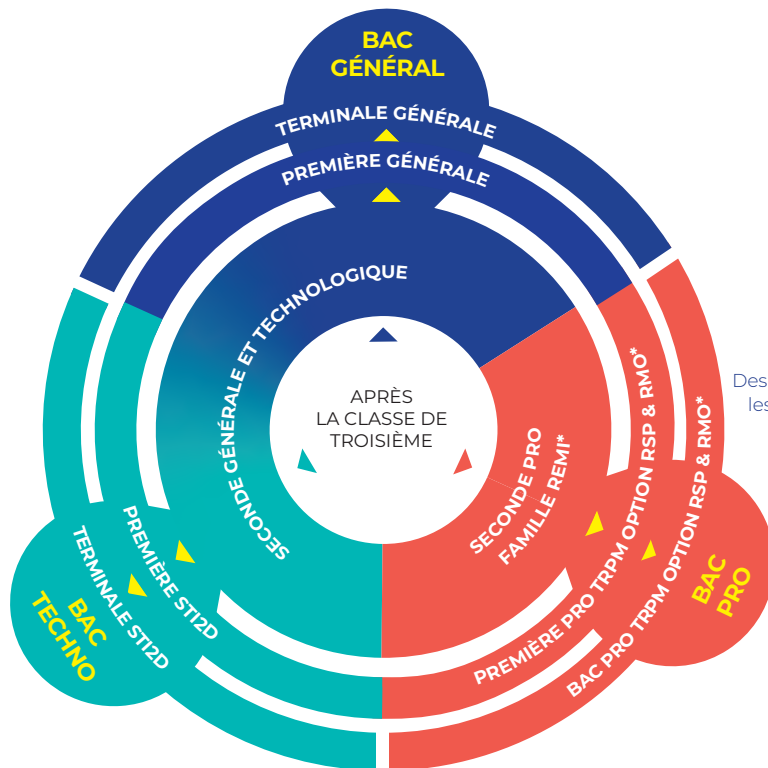 BAC
GÉNÉRAL
TERMINALE GÉNÉRALE
PREMIÈRE GÉNÉRALE
SECONDE GÉNÉRALE ET TECHNOLOGIQUE
APRÈS
LA CLASSE DE
TROISIÈME
SECONDE PRO
FAMILLE REMI*
PREMIÈRE PRO TRPM OPTION RSP & RMO*
BAC PRO TRPM OPTION RSP & RMO*
BAC
PRO
PREMIÈRE STI2D
TERMINALE STI2D
BAC
TECHNO
Des
les